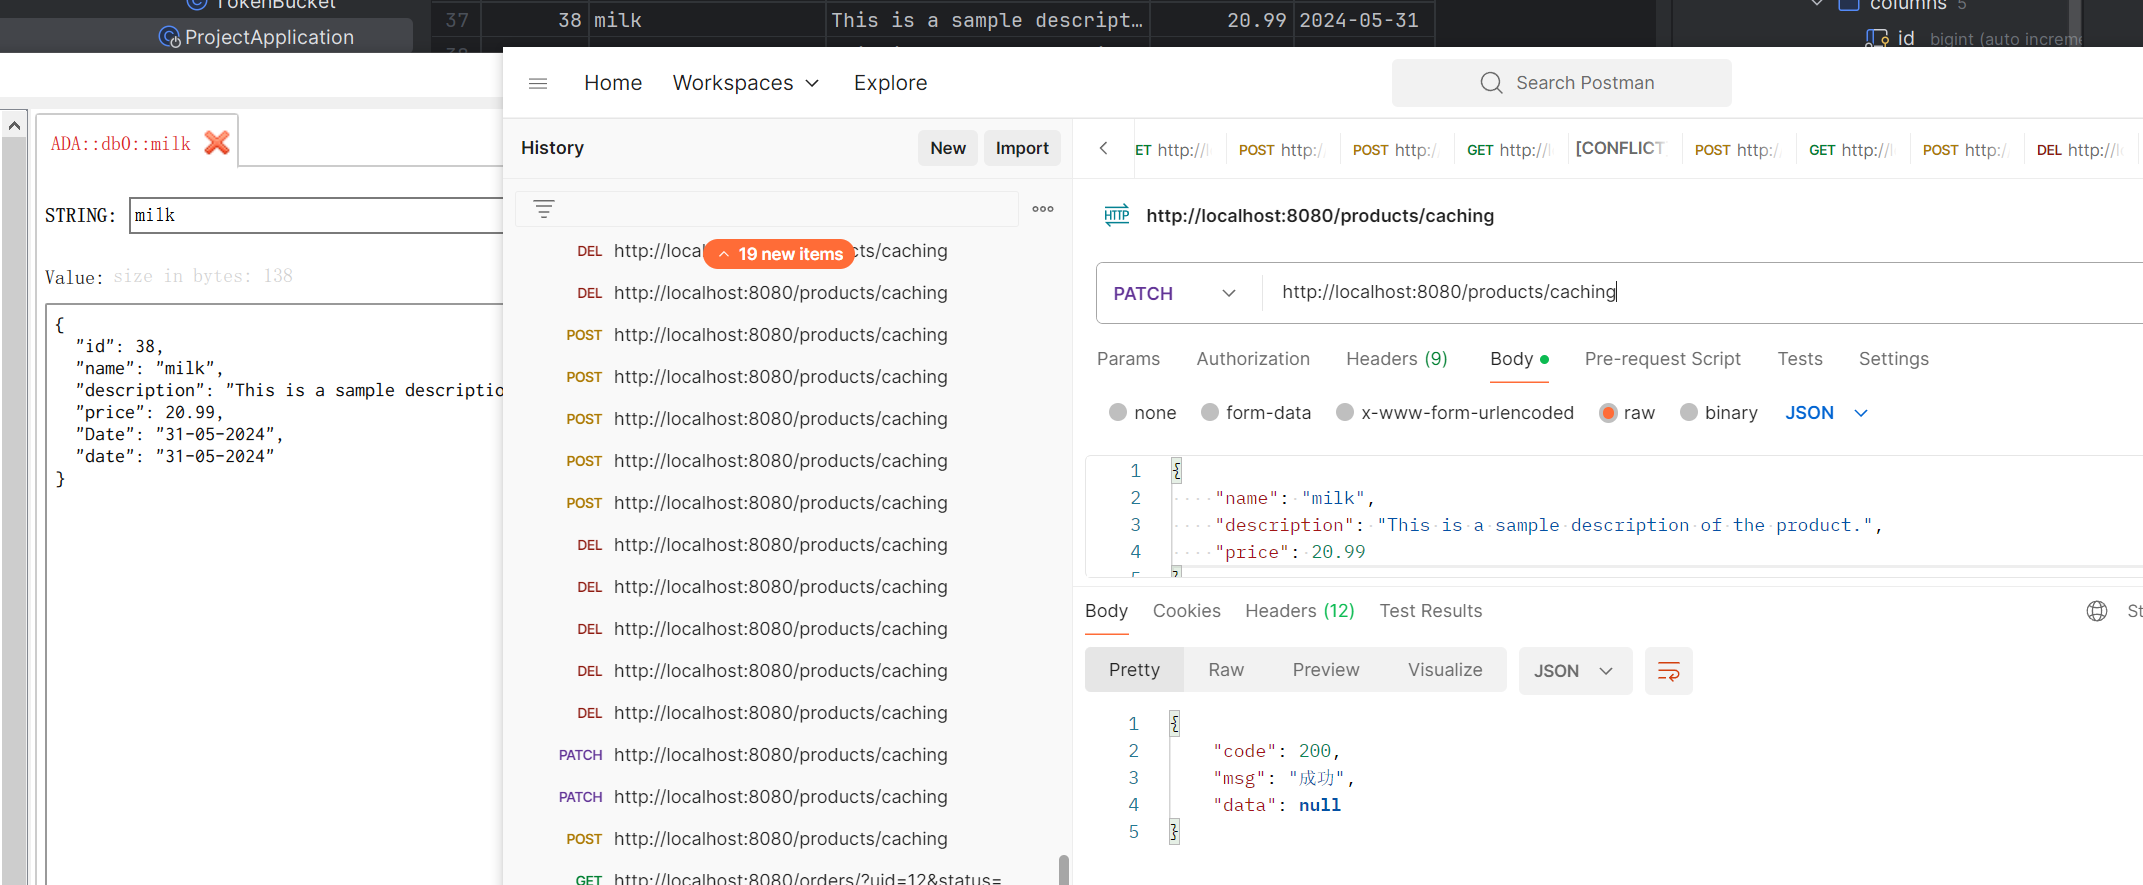 TokenBucket
ProjectApplication
37 38 milk This is a sample descript… 20.99 2024-05-31
columns 5
id bigint (auto increme
ADA::db0::milk
STRING: milk
Value: size in bytes: 138
{
"id": 38,
"name": "milk",
"description": "This is a sample descriptio
"price": 20.99,
"Date": "31-05-2024",
"date": "31-05-2024"
}
Home Workspaces Explore
Search Postman
History
New Import
19 new items
DEL http://loca cts/caching
DEL http://localhost:8080/products/caching
POST http://localhost:8080/products/caching
POST http://localhost:8080/products/caching
POST http://localhost:8080/products/caching
POST http://localhost:8080/products/caching
POST http://localhost:8080/products/caching
DEL http://localhost:8080/products/caching
DEL http://localhost:8080/products/caching
DEL http://localhost:8080/products/caching
DEL http://localhost:8080/products/caching
DEL http://localhost:8080/products/caching
PATCH http://localhost:8080/products/caching
PATCH http://localhost:8080/products/caching
POST http://localhost:8080/products/caching
GET http://localhost:8080/orders/?uid=12&status=
ET http://l POST http:/ POST http:/ GET http://l [CONFLICT POST http:/ GET http://l POST http:/ DEL http://l
HTTP http://localhost:8080/products/caching
PATCH http://localhost:8080/products/caching
Params Authorization Headers (9) Body Pre-request Script Tests Settings
none form-data x-www-form-urlencoded raw binary JSON
1 {
2 "name": "milk",
3 "description": "This is a sample description of the product.",
4 "price": 20.99
5 }
Body Cookies Headers (12) Test Results St
Pretty Raw Preview Visualize JSON
1 {
2 "code": 200,
3 "msg": "成功",
4 "data": null
5 }